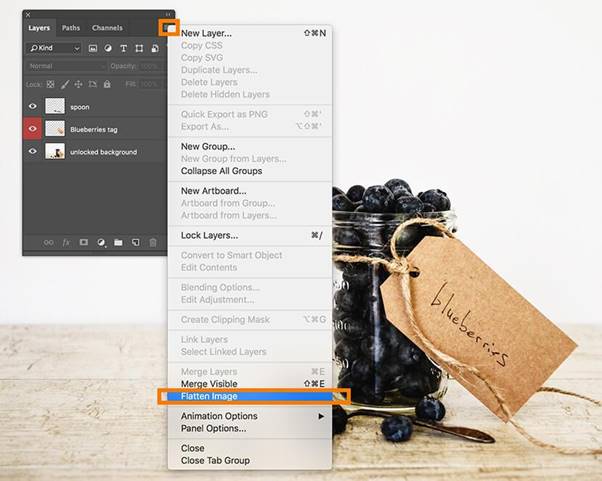 Layers Paths Channels
Kind
Normal Opacity: 100%
Lock: Fill: 100%
spoon
Blueberries tag
unlocked background
fx
New Layer... ⇧⌘N
Copy CSS
Copy SVG
Duplicate Layers...
Delete Layers
Delete Hidden Layers
Quick Export as PNG ⇧⌘'
Export As... ⌥⇧⌘'
New Group...
New Group from Layers...
Collapse All Groups
New Artboard...
Artboard from Group...
Artboard from Layers...
Lock Layers... ⌘/
Convert to Smart Object
Edit Contents
Blending Options...
Edit Adjustment...
Create Clipping Mask ⌥⌘G
Link Layers
Select Linked Layers
Merge Layers ⌘E
Merge Visible ⇧⌘E
Flatten Image
Animation Options
Panel Options...
Close
Close Tab Group
blueberries